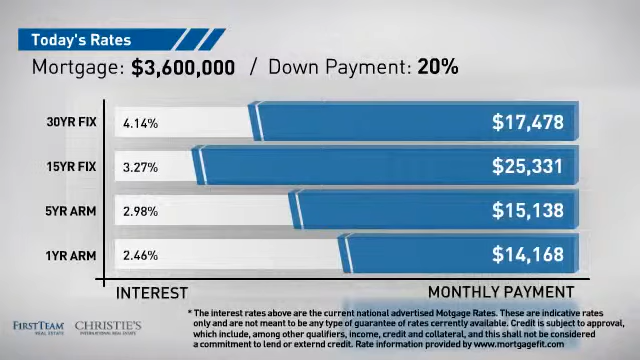 Today's Rates
Mortgage: $3,600,000 / Down Payment: 20%
30YR FIX 4.14% $17,478
15YR FIX 3.27% $25,331
5YR ARM 2.98% $15,138
1YR ARM 2.46% $14,168
INTEREST MONTHLY PAYMENT
* The interest rates above are the current national advertised Motgage Rates. These are indicative rates
only and are not meant to be any type of guarantee of rates cerrently available. Credit is subject to approval,
which include, among other qualifiers, income, credit and collateral, and this shall not be considered
a commitment to lend or externd credit. Rate information provided by www.mortgagefit.com
FIRST TEAM CHRISTIE'S
REAL ESTATE INTERNATIONAL REAL ESTATE